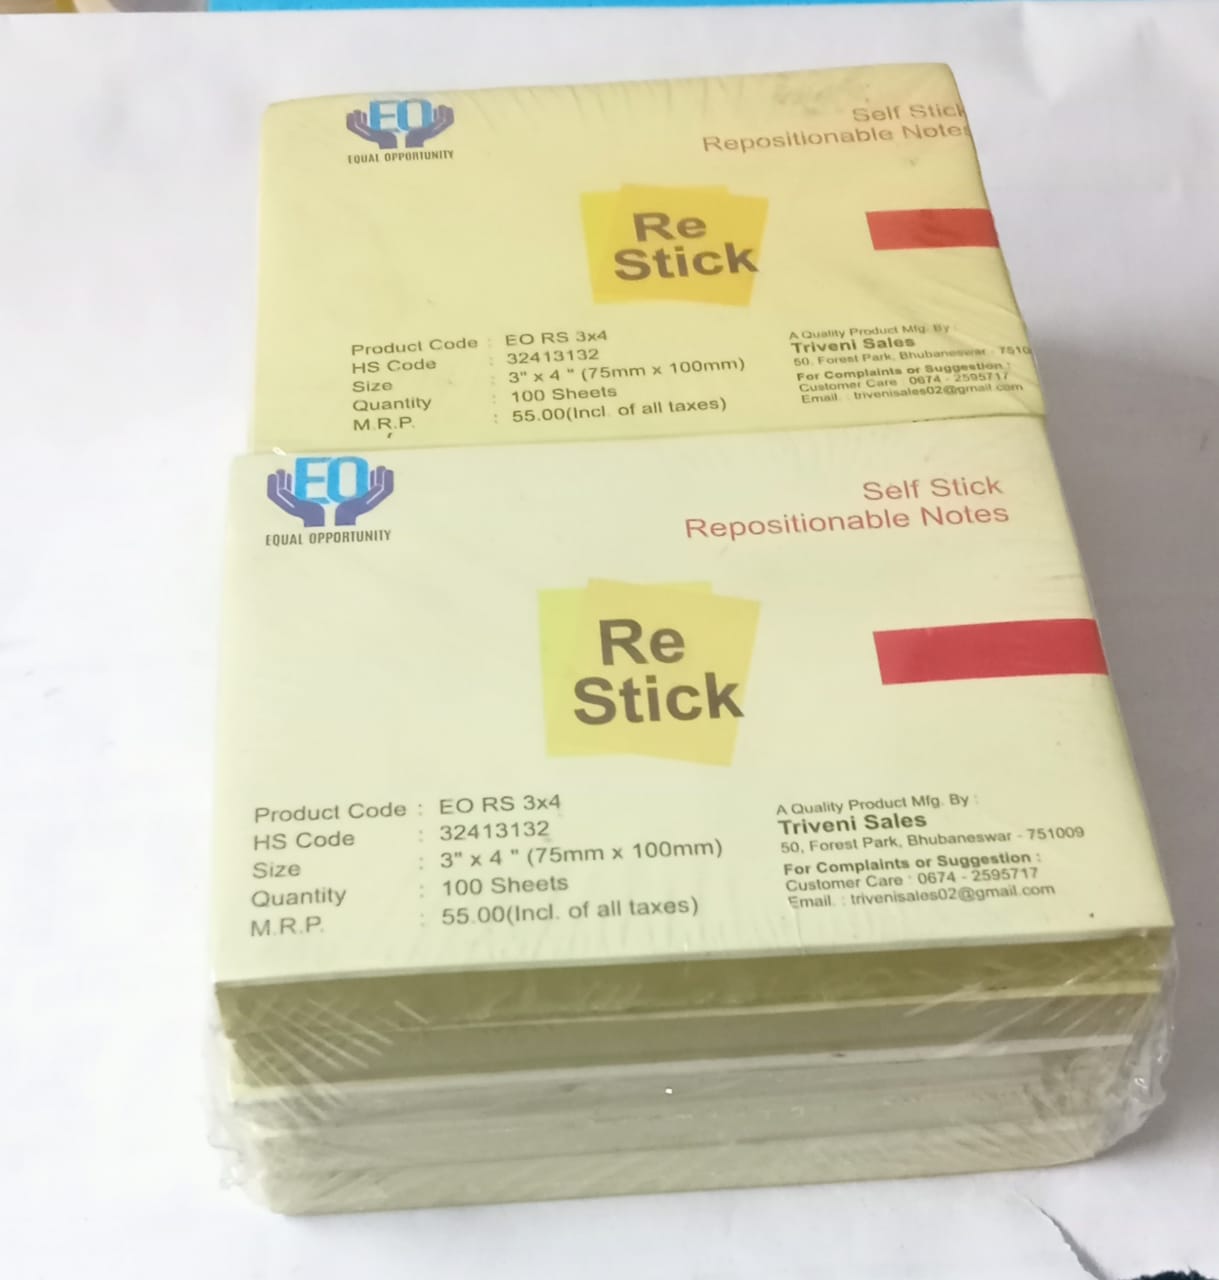 EO
EQUAL OPPORTUNITY
Self Stick
Repositionable Notes
Re
Stick
Product Code : EO RS 3x4
HS Code : 32413132
Size : 3" x 4 " (75mm x 100mm)
Quantity : 100 Sheets
M.R.P. : 55.00(Incl. of all taxes)
A Quality Product Mfg. By :
Triveni Sales
50, Forest Park, Bhubaneswar - 7510
For Complaints or Suggestion :
Customer Care : 0674 - 2595717
Email. : trivenisales02@gmail.com
EO
EQUAL OPPORTUNITY
Self Stick
Repositionable Notes
Re
Stick
Product Code : EO RS 3x4
HS Code : 32413132
Size : 3" x 4 " (75mm x 100mm)
Quantity : 100 Sheets
M.R.P. : 55.00(Incl. of all taxes)
A Quality Product Mfg. By :
Triveni Sales
50, Forest Park, Bhubaneswar - 751009
For Complaints or Suggestion :
Customer Care : 0674 - 2595717
Email. : trivenisales02@gmail.com